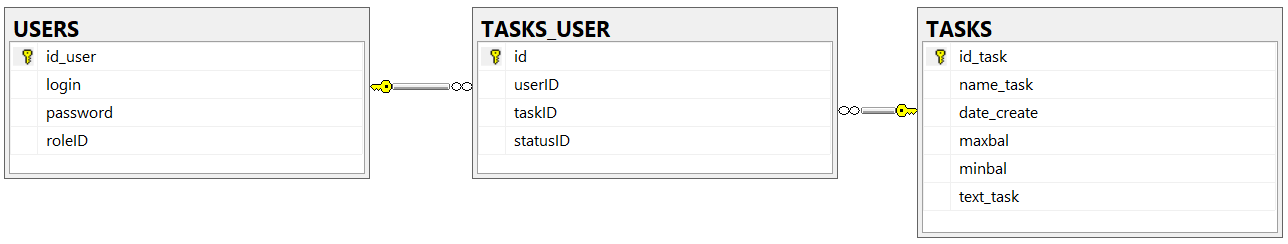 USERS
id_user
login
password
roleID
TASKS_USER
id
userID
taskID
statusID
TASKS
id_task
name_task
date_create
maxbal
minbal
text_task